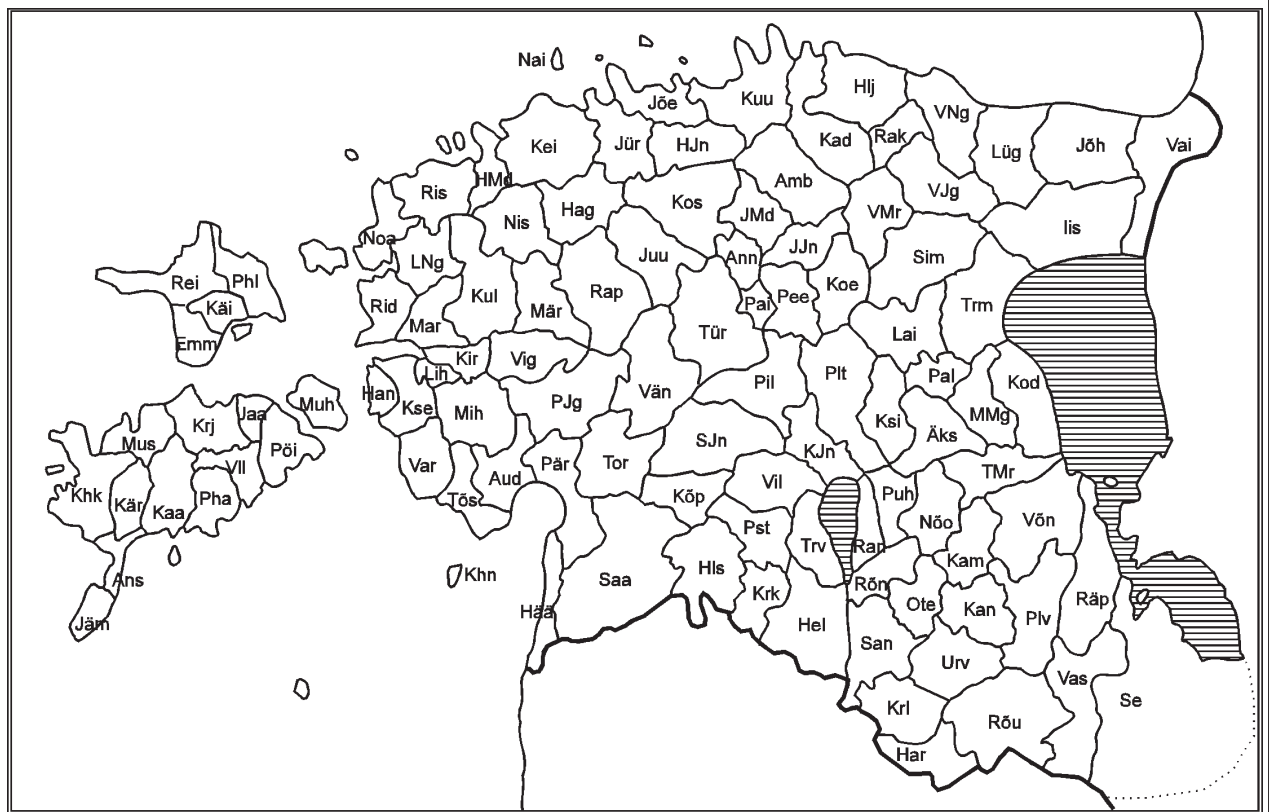 Nai
Hlj
Jõe
Kuu
VNg
Kei
Jür
HJn
Kad
Rak
Lüg
Jõh
Vai
Ris
HMd
Amb
VJg
Nis
Hag
Kos
JMd
VMr
Iis
Noa
LNg
Juu
Ann
JJn
Sim
Rei
Phl
Käi
Emm
Rid
Mar
Kul
Mär
Rap
Pai
Pee
Koe
Trm
Tür
Lai
Kir
Lih
Vig
Han
Kse
Mih
PJg
Vän
Pil
Plt
Pal
Kod
MMg
Muh
Mus
Krj
Jaa
Pöi
Ksi
Äks
SJn
KJn
Khk
Kär
Kaa
Vll
Pha
Var
Tõs
Aud
Pär
Tor
Kõp
Vil
Puh
TMr
Nõo
Võn
Pst
Trv
Ran
Kam
Ans
Jäm
Khn
Hää
Saa
Hls
Krk
Hel
Rõn
Ote
Kan
Plv
Räp
San
Urv
Vas
Se
Krl
Rõu
Har